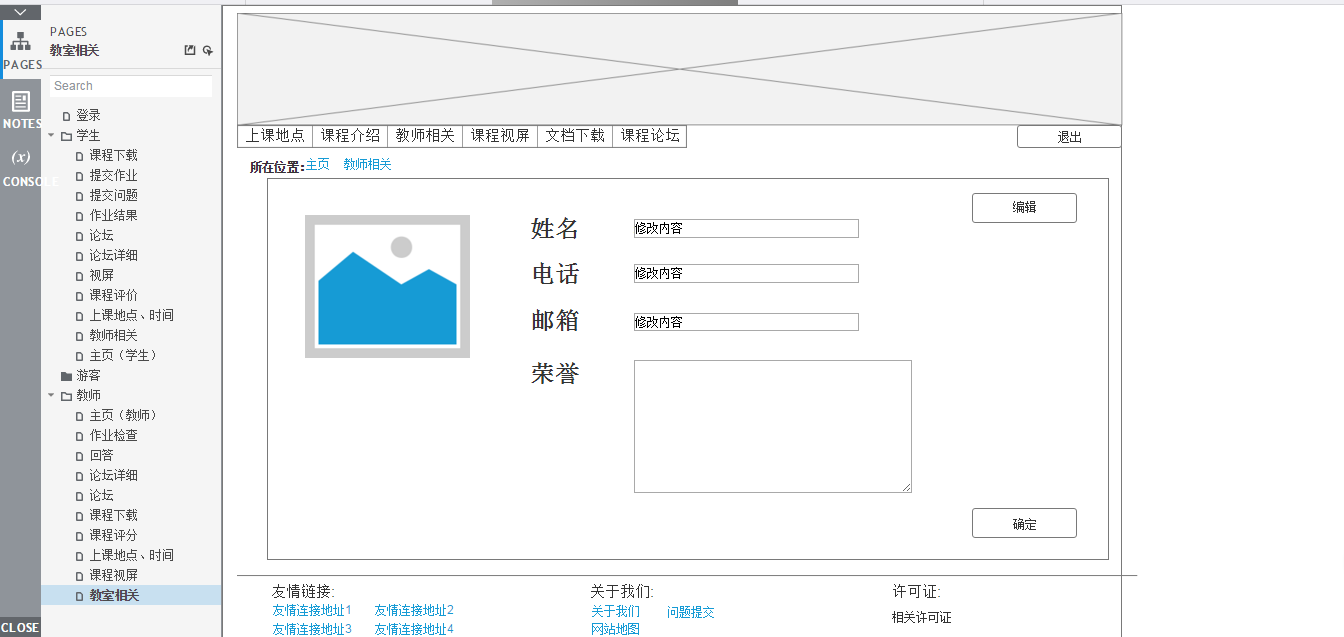 PAGES
教室相关
PAGES
Search
NOTES
(x)
CONSOLE
登录
学生
课程下载
提交作业
提交问题
作业结果
论坛
论坛详细
视屏
课程评价
上课地点、时间
教师相关
主页（学生）
游客
教师
主页（教师）
作业检查
回答
论坛详细
论坛
课程下载
课程评分
上课地点、时间
课程视屏
教室相关
CLOSE
上课地点 课程介绍 教师相关 课程视屏 文档下载 课程论坛 退出
所在位置:主页 教师相关
编辑
姓名 修改内容
电话 修改内容
邮箱 修改内容
荣誉
确定
友情链接: 关于我们: 许可证:
友情连接地址1 友情连接地址2 关于我们 问题提交 相关许可证
友情连接地址3 友情连接地址4 网站地图